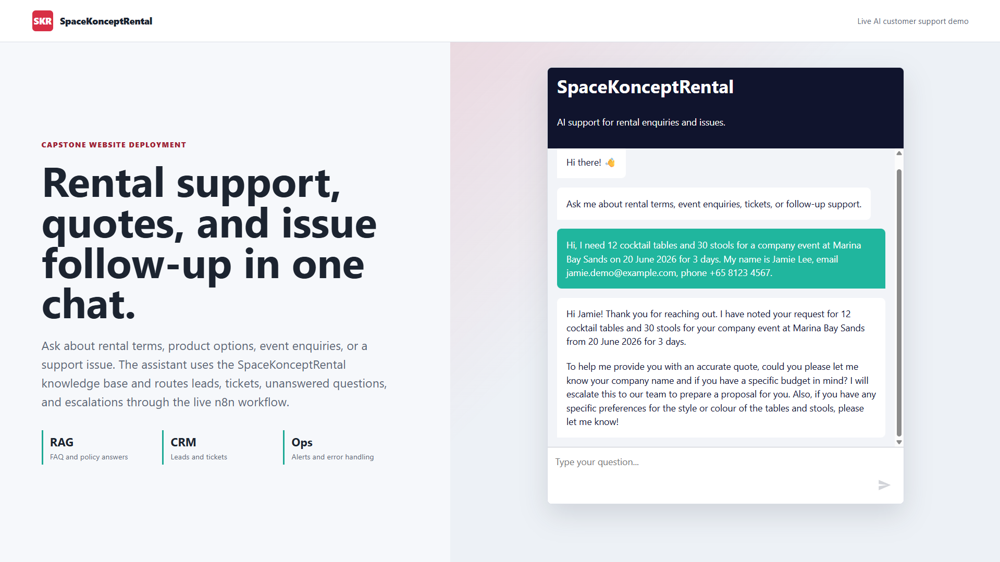 SKR
SpaceKonceptRental
Live AI customer support demo
CAPSTONE WEBSITE DEPLOYMENT
Rental support,
quotes, and issue
follow-up in one
chat.
Ask about rental terms, product options, event enquiries, or a
support issue. The assistant uses the SpaceKonceptRental
knowledge base and routes leads, tickets, unanswered questions,
and escalations through the live n8n workflow.
RAG
FAQ and policy answers
CRM
Leads and tickets
Ops
Alerts and error handling
SpaceKonceptRental
AI support for rental enquiries and issues.
Hi there! 👋
Ask me about rental terms, event enquiries, tickets, or follow-up support.
Hi, I need 12 cocktail tables and 30 stools for a company event at Marina
Bay Sands on 20 June 2026 for 3 days. My name is Jamie Lee, email
jamie.demo@example.com, phone +65 8123 4567.
Hi Jamie! Thank you for reaching out. I have noted your request for 12
cocktail tables and 30 stools for your company event at Marina Bay Sands
from 20 June 2026 for 3 days.
To help me provide you with an accurate quote, could you please let me
know your company name and if you have a specific budget in mind? I will
escalate this to our team to prepare a proposal for you. Also, if you have any
specific preferences for the style or colour of the tables and stools, please
let me know!
Type your question...